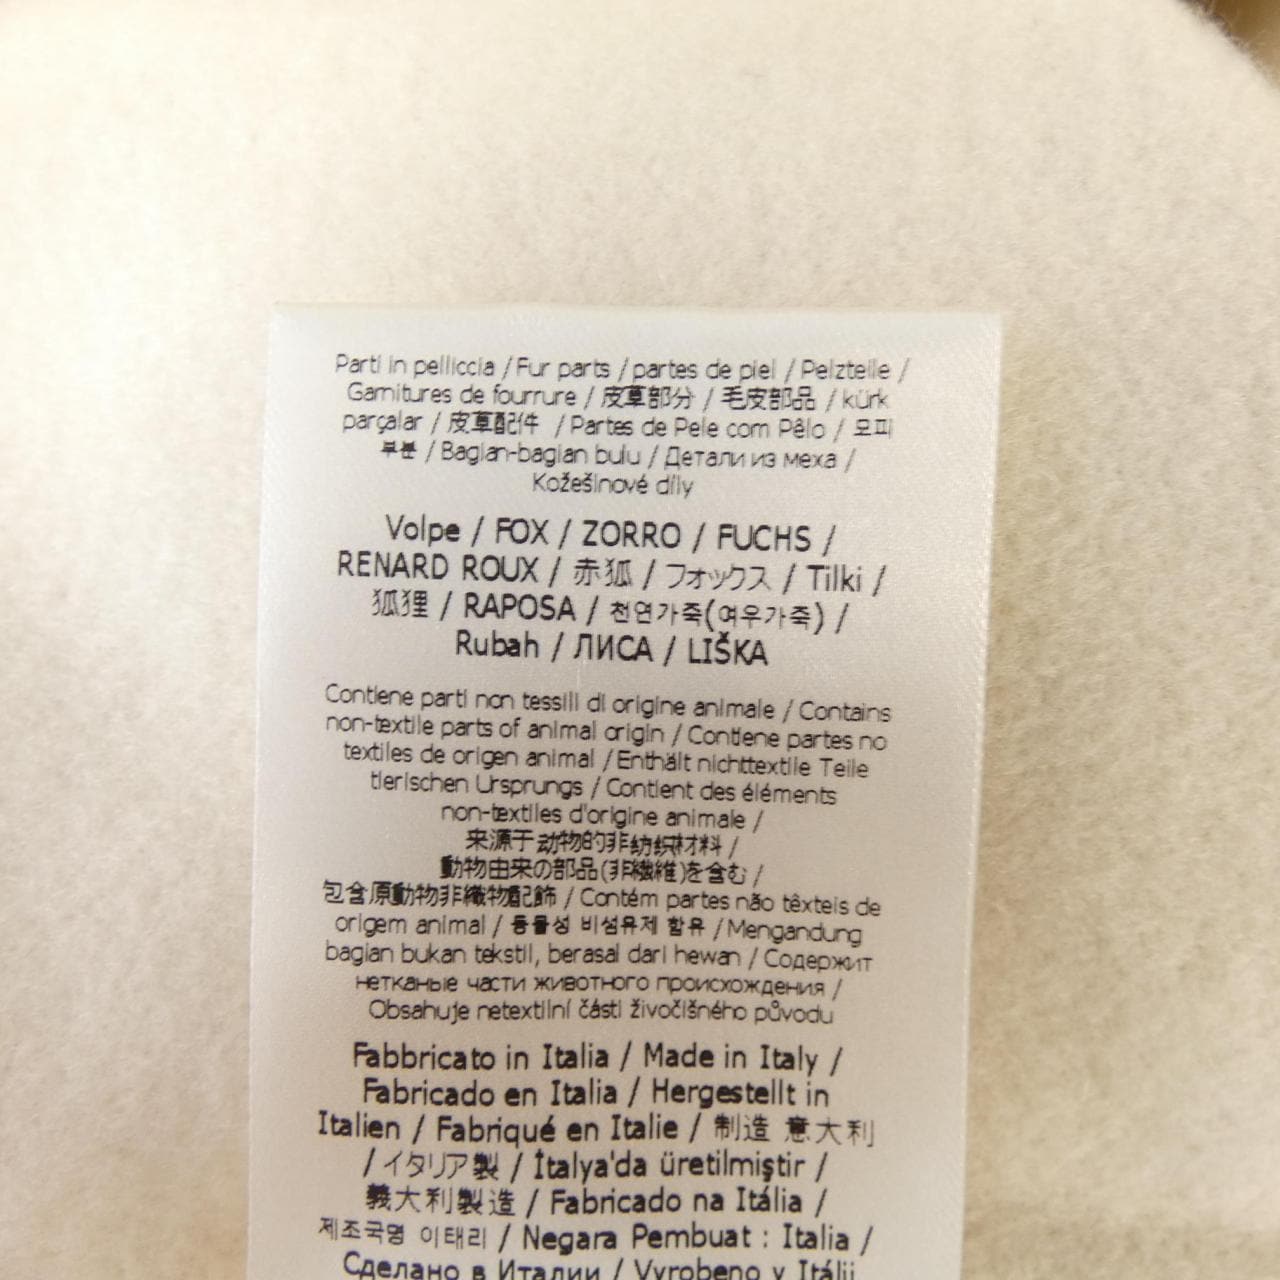 Parti in pelliccia / Fur parts / partes de piel / Pelzteile /
Garnitures de fourrure / 皮草部分 / 毛皮部品 / kürk
parçalar / 皮草配件 / Partes de Pele com Pêlo / 모피
부분 / Bagian-bagian bulu / Детали из меха /
Kožešinové díly
Volpe / FOX / ZORRO / FUCHS /
RENARD ROUX / 赤狐 / フォックス / Tilki /
狐狸 / RAPOSA / 천연가죽(여우가죽) /
Rubah / ЛИСА / LIŠKA
Contiene parti non tessili di origine animale / Contains
non-textile parts of animal origin / Contiene partes no
textiles de origen animal / Enthält nichttextile Teile
tierischen Ursprungs / Contient des éléments
non-textiles d'origine animale /
来源于动物的非纺织材料 /
動物由来の部品(非繊維)を含む /
包含原動物非織物配飾 / Contém partes não têxteis de
origem animal / 동물성 비섬유제 함유 / Mengandung
bagian bukan tekstil, berasal dari hewan / Содержит
нетканые части животного происхождения /
Obsahuje netextilní části živočišného původu
Fabbricato in Italia / Made in Italy /
Fabricado en Italia / Hergestellt in
Italien / Fabriqué en Italie / 制造 意大利
/ イタリア製 / İtalya'da üretilmiştir /
義大利製造 / Fabricado na Itália /
제조국명 이태리 / Negara Pembuat : Italia /
Сделано в Италии / Vyrobeno v Itálii